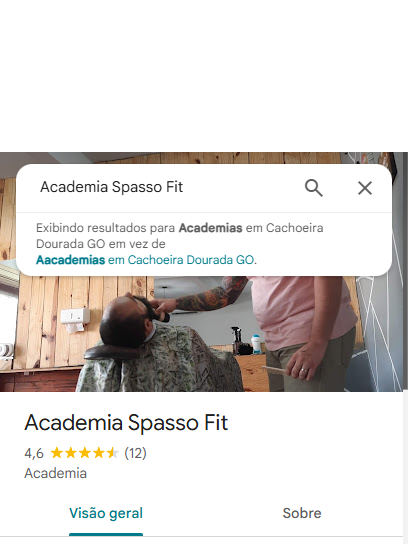 Academia Spasso Fit
Exibindo resultados para Academias em Cachoeira
Dourada GO em vez de
Aacademias em Cachoeira Dourada GO.
Academia Spasso Fit
4,6 (12)
Academia
Visão geral Sobre